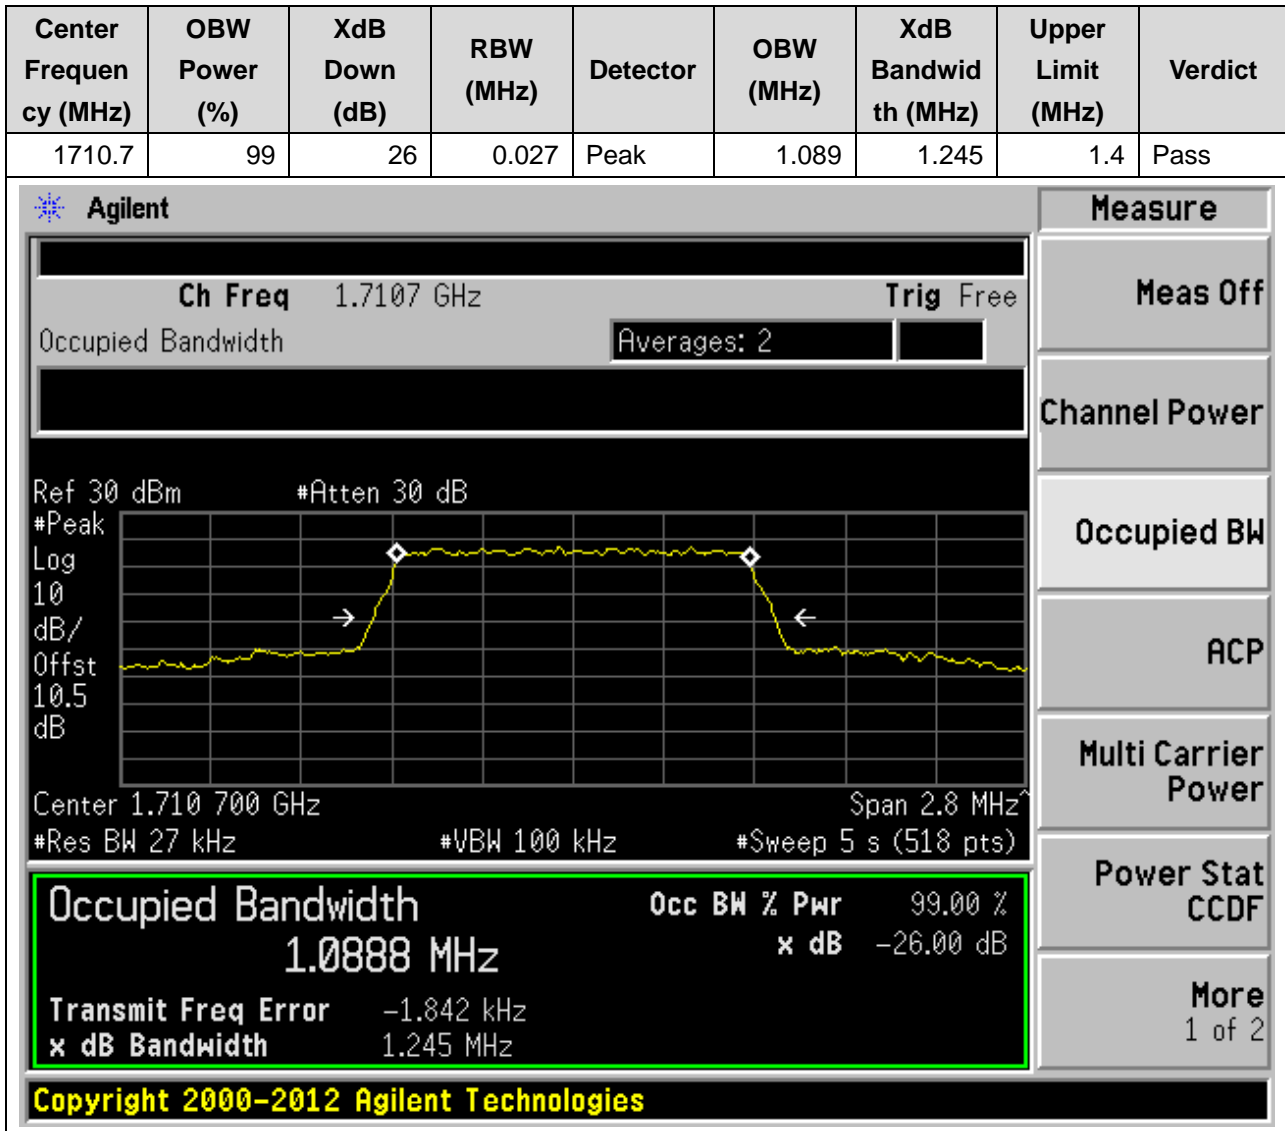 Center Frequen cy (MHz)
OBW Power (%)
XdB Down (dB)
RBW (MHz)
Detector
OBW (MHz)
XdB Bandwid th (MHz)
Upper Limit (MHz)
Verdict
1710.7 99 26 0.027 Peak 1.089 1.245 1.4 Pass
Agilent
Measure
Ch Freq 1.7107 GHz Trig Free
Occupied Bandwidth Averages: 2
Ref 30 dBm #Atten 30 dB
#Peak
Log
10
dB/
Offst
10.5
dB
Center 1.710 700 GHz Span 2.8 MHz^
#Res BW 27 kHz #VBW 100 kHz #Sweep 5 s (518 pts)
Occupied Bandwidth
1.0888 MHz
Occ BW % Pwr 99.00 %
x dB -26.00 dB
Transmit Freq Error -1.842 kHz
x dB Bandwidth 1.245 MHz
Meas Off
Channel Power
Occupied BW
ACP
Multi Carrier
Power
Power Stat
CCDF
More
1 of 2
Copyright 2000-2012 Agilent Technologies